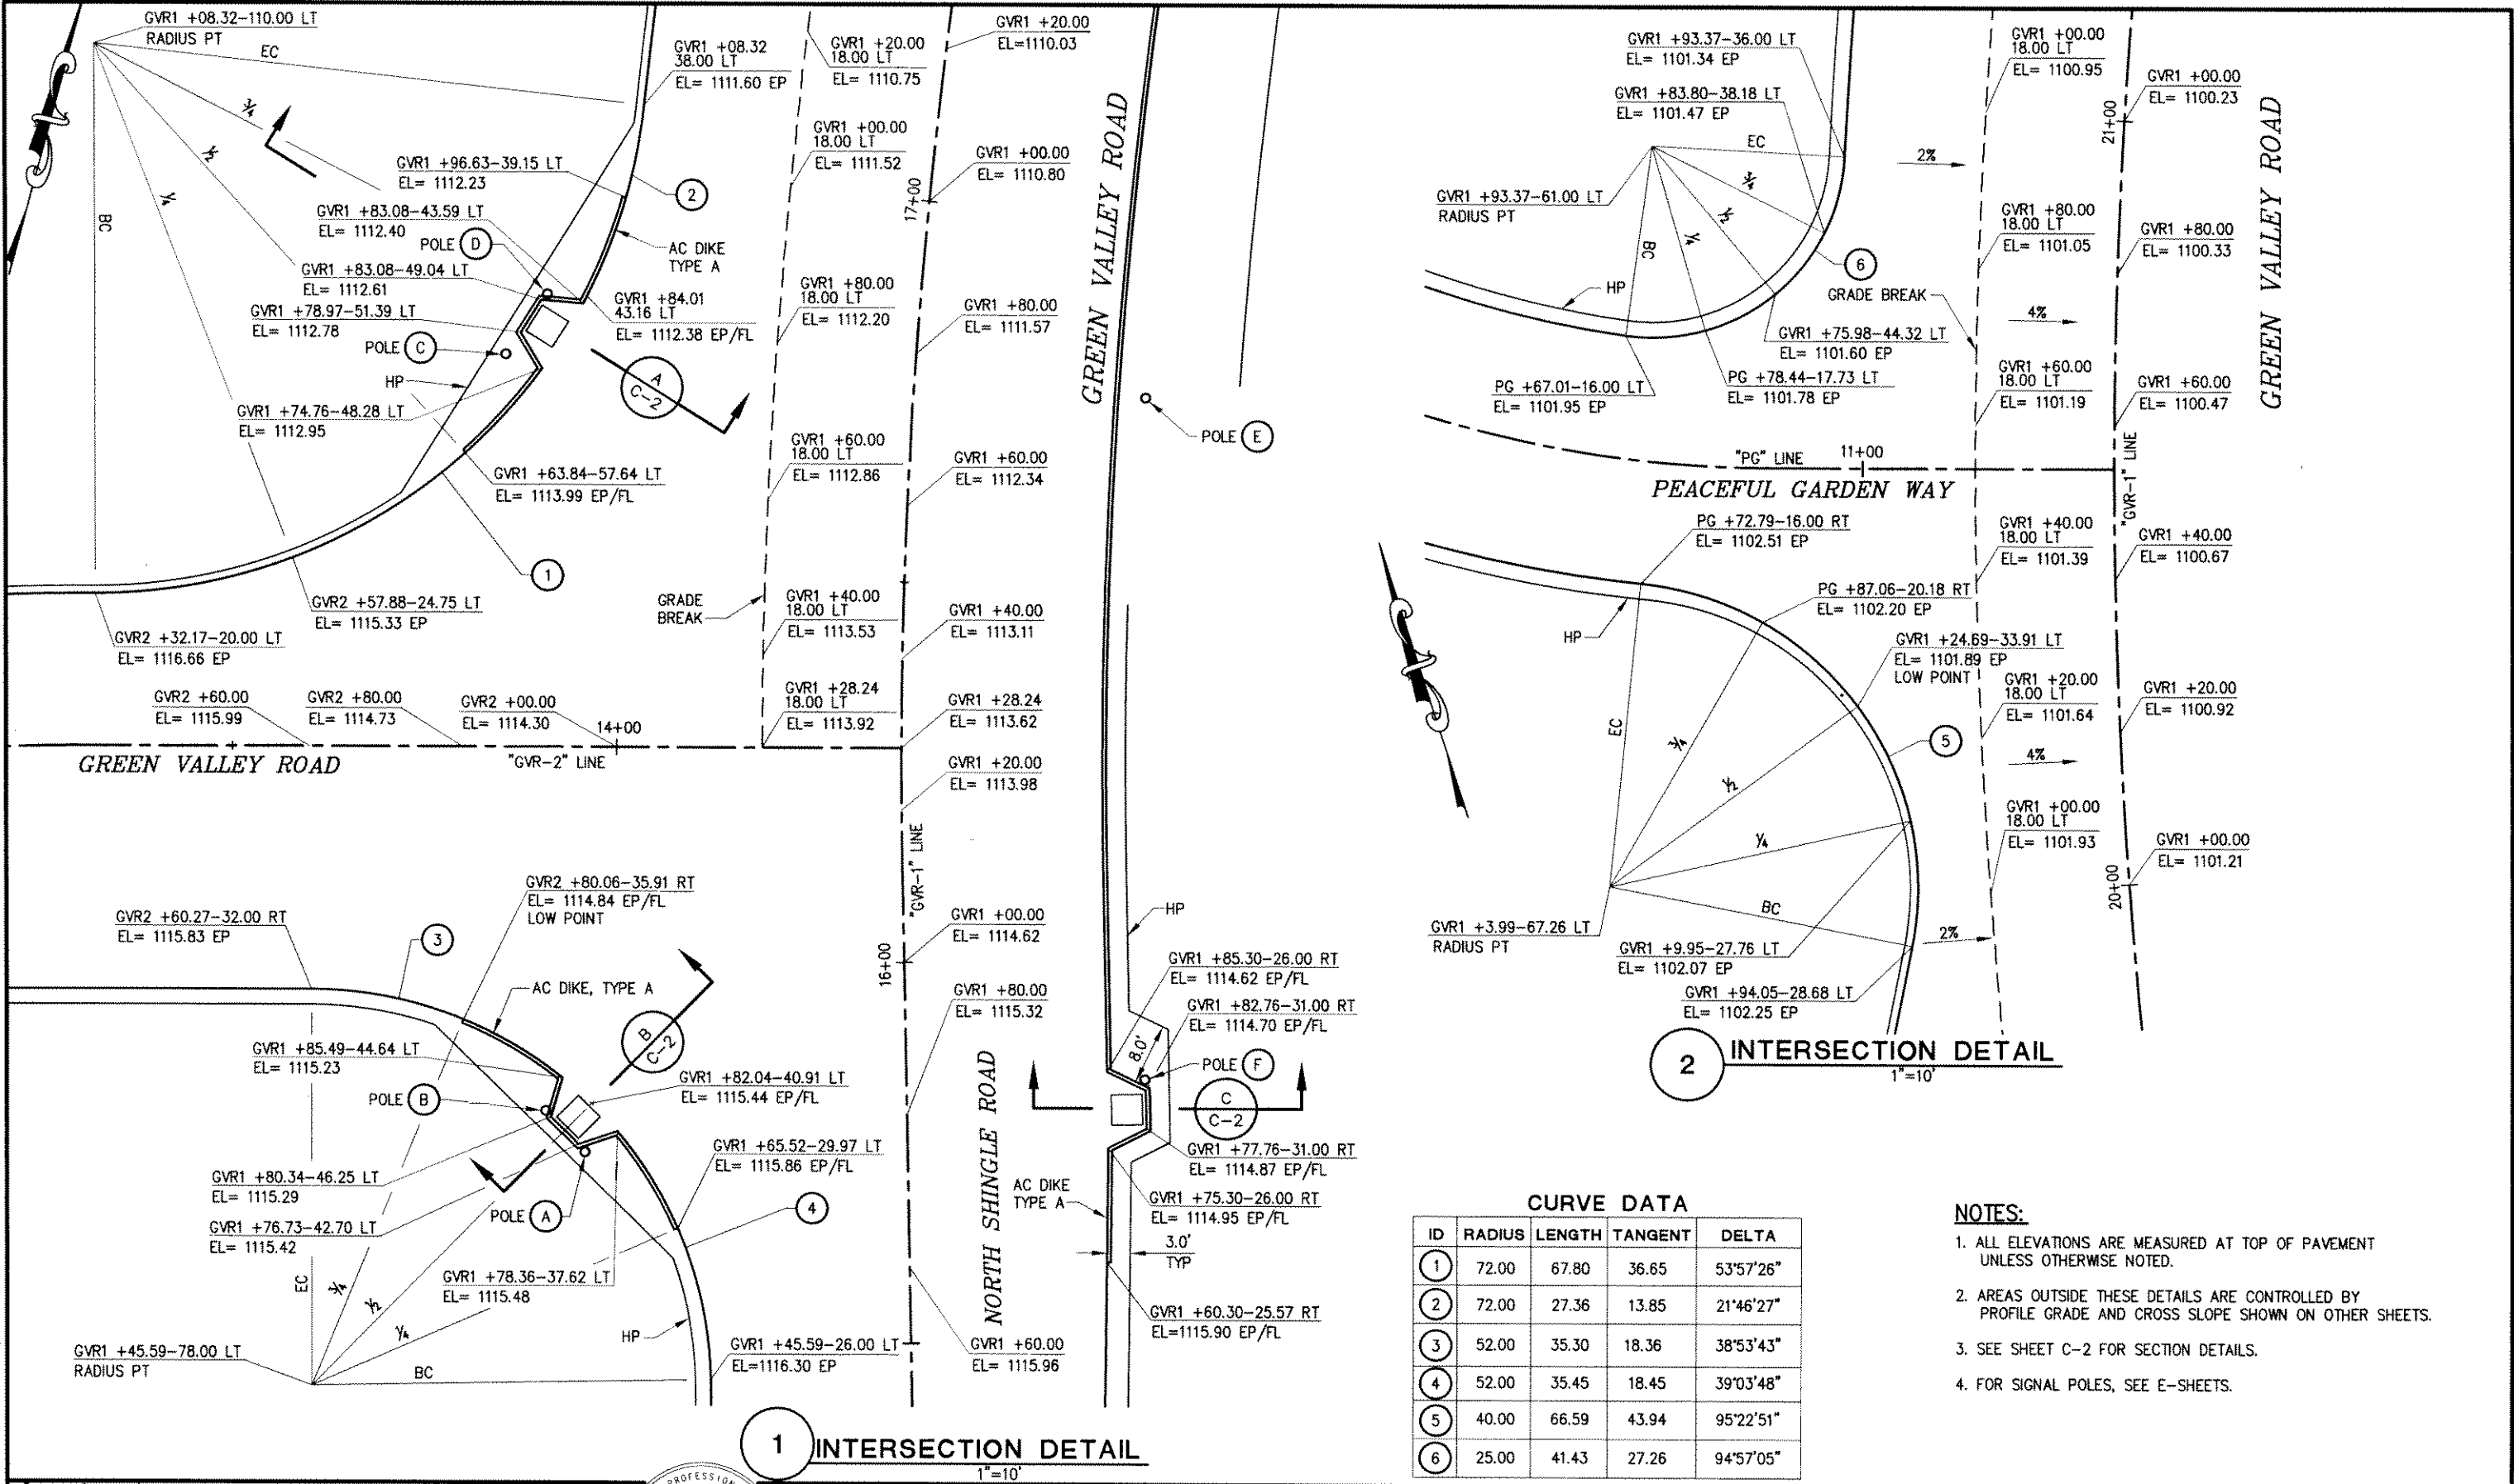 GVR1 +08.32-110.00 LT
RADIUS PT
EC
BC
3/4
1/2
1/4
GVR1 +08.32
38.00 LT
EL= 1111.60 EP
GVR1 +20.00
18.00 LT
EL= 1110.75
GVR1 +20.00
EL=1110.03
GVR1 +00.00
18.00 LT
EL= 1111.52
GVR1 +00.00
EL= 1110.80
17+00
GVR1 +96.63-39.15 LT
EL= 1112.23
2
GVR1 +83.08-43.59 LT
EL= 1112.40
POLE D
AC DIKE
TYPE A
GVR1 +83.08-49.04 LT
EL= 1112.61
GVR1 +84.01
43.16 LT
EL= 1112.38 EP/FL
GVR1 +80.00
18.00 LT
EL= 1112.20
GVR1 +80.00
EL= 1111.57
GVR1 +78.97-51.39 LT
EL= 1112.78
POLE C
HP
A
C-2
GVR1 +74.76-48.28 LT
EL= 1112.95
GVR1 +63.84-57.64 LT
EL= 1113.99 EP/FL
GVR1 +60.00
18.00 LT
EL= 1112.86
GVR1 +60.00
EL= 1112.34
GREEN VALLEY ROAD
POLE E
1
GVR2 +57.88-24.75 LT
EL= 1115.33 EP
GVR2 +32.17-20.00 LT
EL= 1116.66 EP
GRADE
BREAK
GVR1 +40.00
18.00 LT
EL= 1113.53
GVR1 +40.00
EL= 1113.11
GVR2 +60.00
EL= 1115.99
GVR2 +80.00
EL= 1114.73
GVR2 +00.00
EL= 1114.30
14+00
GVR1 +28.24
18.00 LT
EL= 1113.92
GVR1 +28.24
EL= 1113.62
GREEN VALLEY ROAD
"GVR-2" LINE
GVR1 +20.00
EL= 1113.98
"GVR-1" LINE
GVR2 +80.06-35.91 RT
EL= 1114.84 EP/FL
LOW POINT
GVR2 +60.27-32.00 RT
EL= 1115.83 EP
3
AC DIKE, TYPE A
B
C-2
GVR1 +00.00
EL= 1114.62
16+00
HP
GVR1 +85.30-26.00 RT
EL= 1114.62 EP/FL
GVR1 +82.76-31.00 RT
EL= 1114.70 EP/FL
8.0'
GVR1 +80.00
EL= 1115.32
GVR1 +85.49-44.64 LT
EL= 1115.23
POLE B
GVR1 +82.04-40.91 LT
EL= 1115.44 EP/FL
POLE F
C
C-2
NORTH SHINGLE ROAD
GVR1 +65.52-29.97 LT
EL= 1115.86 EP/FL
GVR1 +77.76-31.00 RT
EL= 1114.87 EP/FL
GVR1 +80.34-46.25 LT
EL= 1115.29
POLE A
4
AC DIKE
TYPE A
GVR1 +75.30-26.00 RT
EL= 1114.95 EP/FL
GVR1 +76.73-42.70 LT
EL= 1115.42
3.0'
TYP
EC
3/4
1/2
1/4
BC
GVR1 +78.36-37.62 LT
EL= 1115.48
GVR1 +60.30-25.57 RT
EL=1115.90 EP/FL
HP
GVR1 +45.59-78.00 LT
RADIUS PT
GVR1 +45.59-26.00 LT
EL=1116.30 EP
GVR1 +60.00
EL= 1115.96
1 INTERSECTION DETAIL
1"=10'
GVR1 +93.37-36.00 LT
EL= 1101.34 EP
GVR1 +83.80-38.18 LT
EL= 1101.47 EP
GVR1 +00.00
18.00 LT
EL= 1100.95
GVR1 +00.00
EL= 1100.23
21+00
EC
3/4
1/2
1/4
BC
2%
GVR1 +93.37-61.00 LT
RADIUS PT
GVR1 +80.00
18.00 LT
EL= 1101.05
GVR1 +80.00
EL= 1100.33
GREEN VALLEY ROAD
6
HP
GRADE BREAK
4%
GVR1 +75.98-44.32 LT
EL= 1101.60 EP
PG +67.01-16.00 LT
EL= 1101.95 EP
PG +78.44-17.73 LT
EL= 1101.78 EP
GVR1 +60.00
18.00 LT
EL= 1101.19
GVR1 +60.00
EL= 1100.47
"PG" LINE
11+00
PEACEFUL GARDEN WAY
"GVR-1" LINE
PG +72.79-16.00 RT
EL= 1102.51 EP
GVR1 +40.00
18.00 LT
EL= 1101.39
GVR1 +40.00
EL= 1100.67
PG +87.06-20.18 RT
EL= 1102.20 EP
HP
GVR1 +24.69-33.91 LT
EL= 1101.89 EP
LOW POINT
GVR1 +20.00
18.00 LT
EL= 1101.64
GVR1 +20.00
EL= 1100.92
EC
3/4
1/2
1/4
BC
5
4%
GVR1 +00.00
18.00 LT
EL= 1101.93
GVR1 +00.00
EL= 1101.21
20+00
GVR1 +3.99-67.26 LT
RADIUS PT
GVR1 +9.95-27.76 LT
EL= 1102.07 EP
2%
GVR1 +94.05-28.68 LT
EL= 1102.25 EP
2 INTERSECTION DETAIL
1"=10'
CURVE DATA
ID RADIUS LENGTH TANGENT DELTA
1 72.00 67.80 36.65 53°57'26"
2 72.00 27.36 13.85 21°46'27"
3 52.00 35.30 18.36 38°53'43"
4 52.00 35.45 18.45 39°03'48"
5 40.00 66.59 43.94 95°22'51"
6 25.00 41.43 27.26 94°57'05"
NOTES:
1. ALL ELEVATIONS ARE MEASURED AT TOP OF PAVEMENT
UNLESS OTHERWISE NOTED.
2. AREAS OUTSIDE THESE DETAILS ARE CONTROLLED BY
PROFILE GRADE AND CROSS SLOPE SHOWN ON OTHER SHEETS.
3. SEE SHEET C-2 FOR SECTION DETAILS.
4. FOR SIGNAL POLES, SEE E-SHEETS.